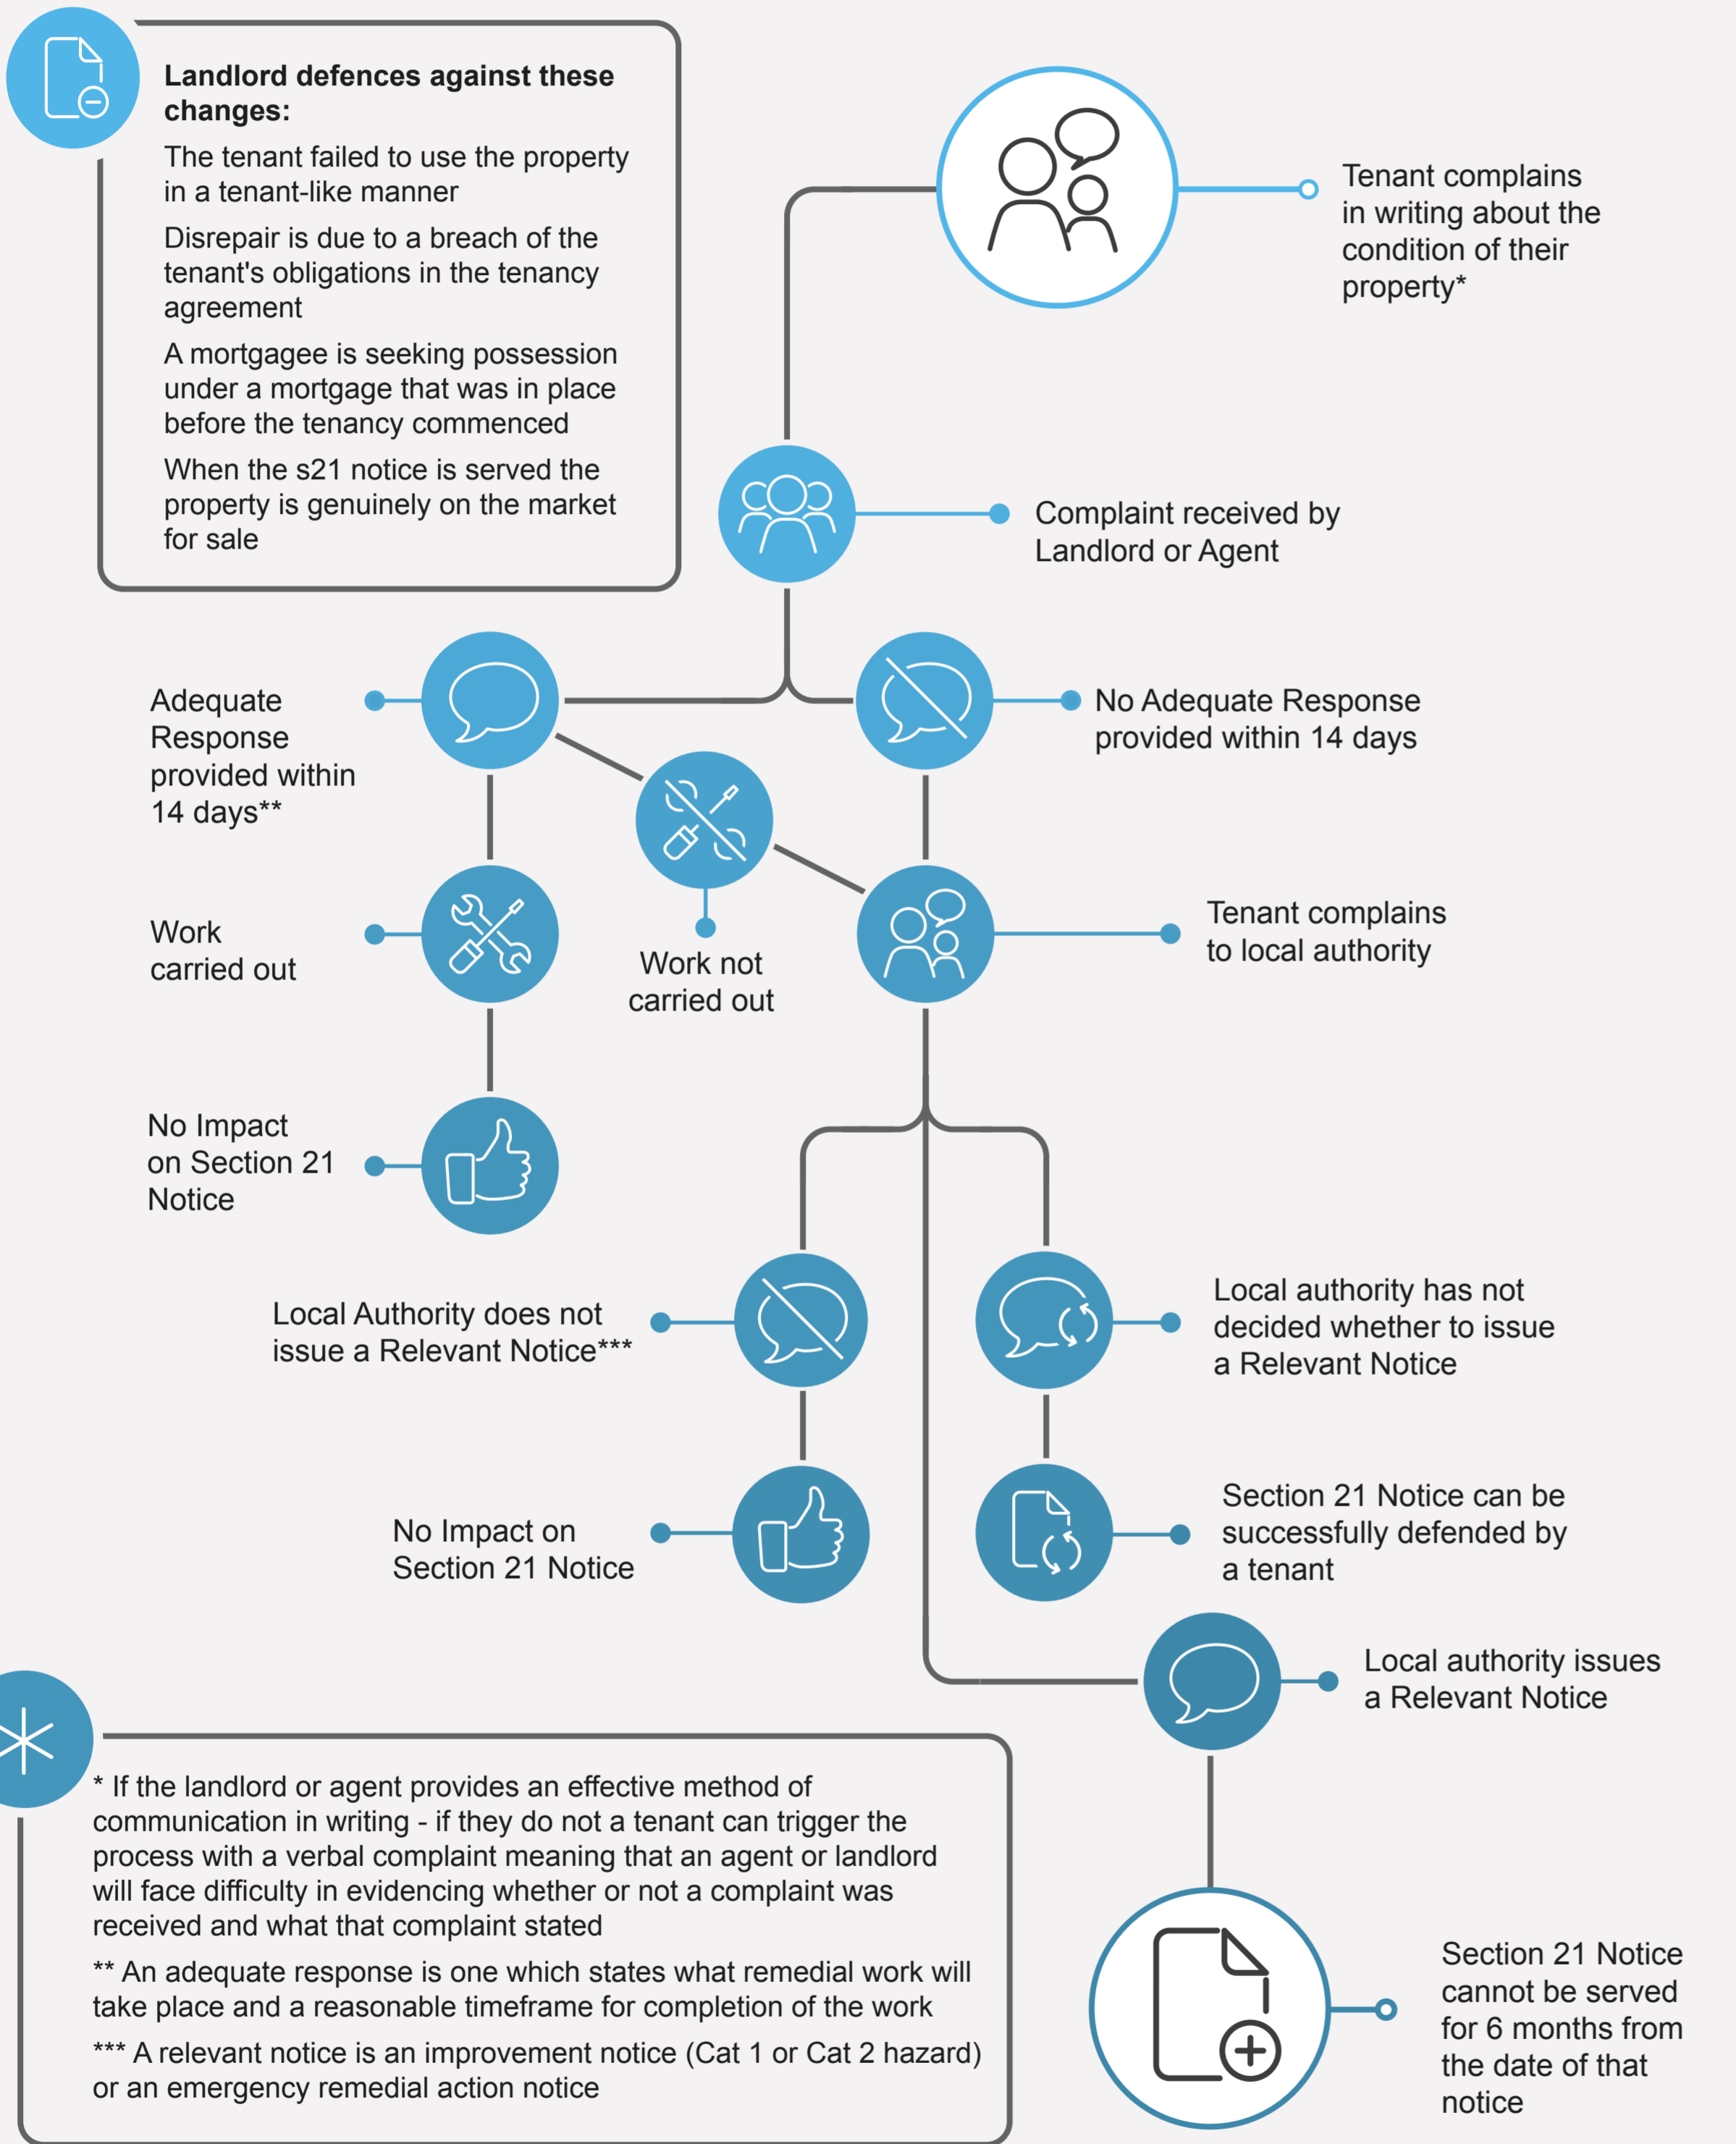 Landlord defences against these
changes:
The tenant failed to use the property
in a tenant-like manner
Disrepair is due to a breach of the
tenant's obligations in the tenancy
agreement
A mortgagee is seeking possession
under a mortgage that was in place
before the tenancy commenced
When the s21 notice is served the
property is genuinely on the market
for sale
Tenant complains
in writing about the
condition of their
property*
Complaint received by
Landlord or Agent
Adequate
Response
provided within
14 days**
No Adequate Response
provided within 14 days
Work
carried out
Work not
carried out
Tenant complains
to local authority
No Impact
on Section 21
Notice
Local Authority does not
issue a Relevant Notice***
Local authority has not
decided whether to issue
a Relevant Notice
No Impact on
Section 21 Notice
Section 21 Notice can be
successfully defended by
a tenant
Local authority issues
a Relevant Notice
* If the landlord or agent provides an effective method of
communication in writing - if they do not a tenant can trigger the
process with a verbal complaint meaning that an agent or landlord
will face difficulty in evidencing whether or not a complaint was
received and what that complaint stated
** An adequate response is one which states what remedial work will
take place and a reasonable timeframe for completion of the work
*** A relevant notice is an improvement notice (Cat 1 or Cat 2 hazard)
or an emergency remedial action notice
Section 21 Notice
cannot be served
for 6 months from
the date of that
notice